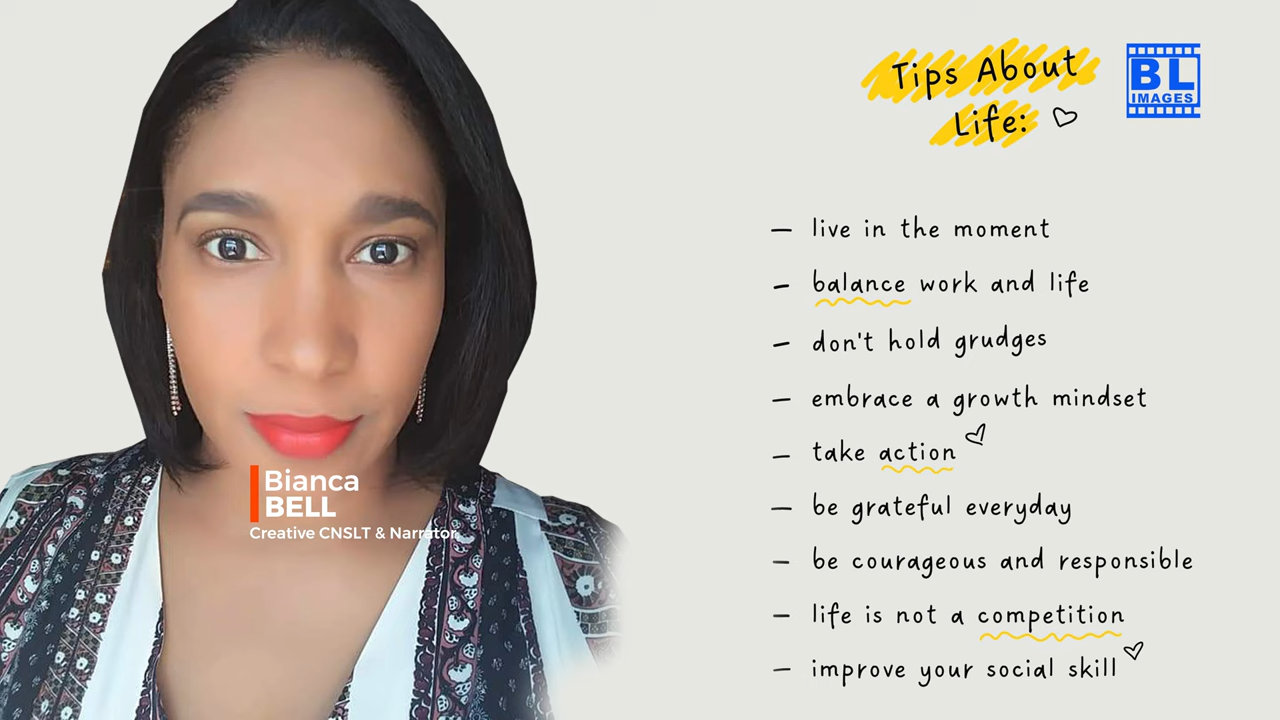 Tips About
Life:
BL
IMAGES
— live in the moment
— balance work and life
— don't hold grudges
— embrace a growth mindset
— take action
— be grateful everyday
— be courageous and responsible
— life is not a competition
— improve your social skill
Bianca
BELL
Creative CNSLT & Narrator